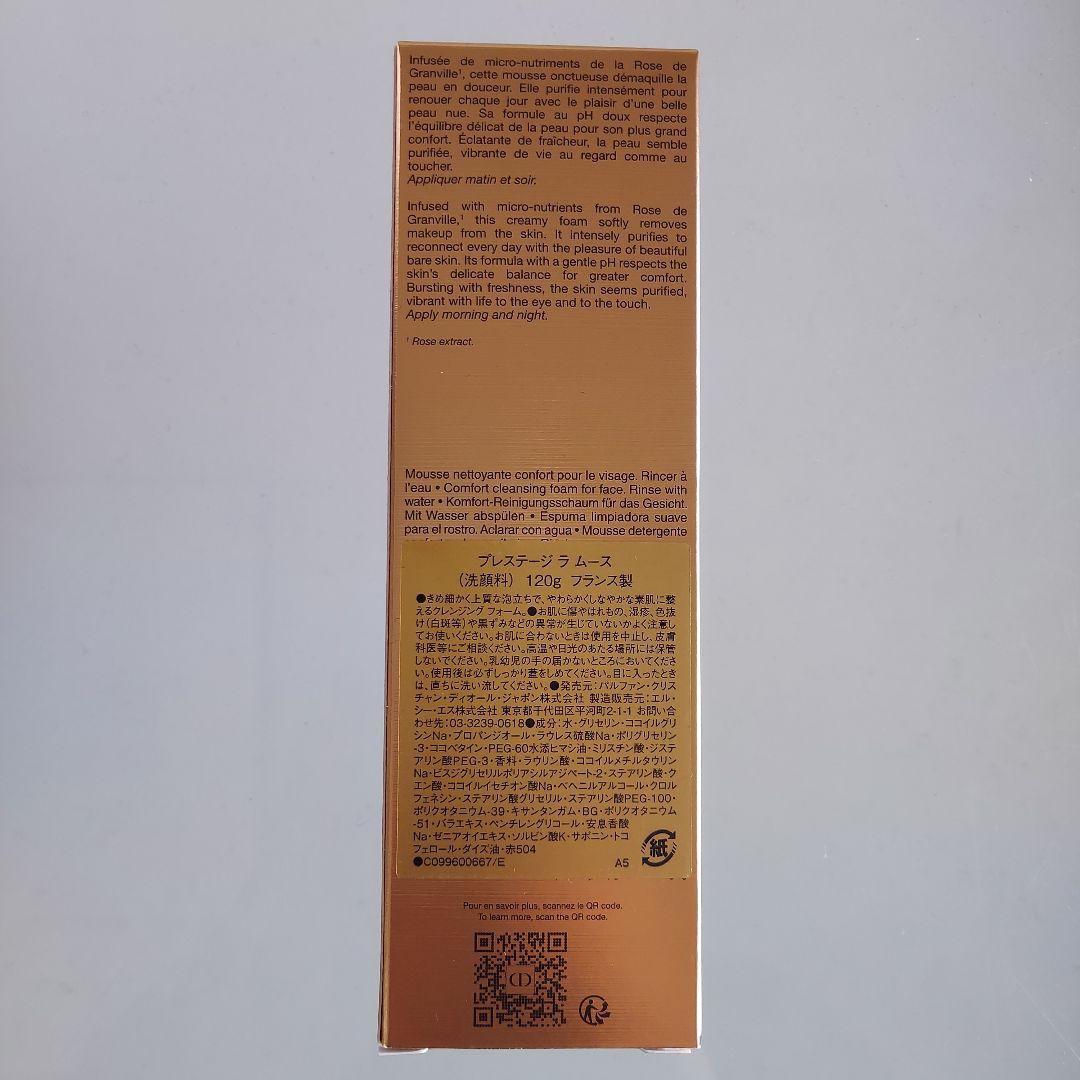 Infusée de micro-nutriments de la Rose de
Granville¹, cette mousse onctueuse démaquille la
peau en douceur. Elle purifie intensément pour
renouer chaque jour avec le plaisir d'une belle
peau nue. Sa formule au pH doux respecte
l'équilibre délicat de la peau pour son plus grand
confort. Éclatante de fraîcheur, la peau semble
purifiée, vibrante de vie au regard comme au
toucher.
Appliquer matin et soir.
Infused with micro-nutrients from Rose de
Granville,¹ this creamy foam softly removes
makeup from the skin. It intensely purifies to
reconnect every day with the pleasure of beautiful
bare skin. Its formula with a gentle pH respects the
skin's delicate balance for greater comfort.
Bursting with freshness, the skin seems purified,
vibrant with life to the eye and to the touch.
Apply morning and night.
¹ Rose extract.
Mousse nettoyante confort pour le visage. Rincer à
l'eau • Comfort cleansing foam for face. Rinse with
water • Komfort-Reinigungsschaum für das Gesicht.
Mit Wasser abspülen • Espuma limpiadora suave
para el rostro. Aclarar con agua • Mousse detergente
プレステージ ラ ムース
(洗顔料) 120g フランス製
●きめ細かく上質な泡立ちで、やわらかくしなやかな素肌に整
えるクレンジング フォーム。●お肌に傷やはれもの、湿疹、色抜
け(白斑等)や黒ずみなどの異常が生じていないかよく注意し
てお使いください。お肌に合わないときは使用を中止し、皮膚
科医等にご相談ください。高温や日光のあたる場所には保管
しないでください。乳幼児の手の届かないところにおいてくださ
い。使用後は必ずしっかり蓋をしめてください。目に入ったとき
は、直ちに洗い流してください。●発売元:パルファン・クリス
チャン・ディオール・ジャポン株式会社 製造販売元:エル・
シー・エス株式会社 東京都千代田区平河町2-1-1 お問い合
わせ先:03-3239-0618●成分:水・グリセリン・ココイルグリ
シンNa・プロパンジオール・ラウレス硫酸Na・ポリグリセリン
-3・ココベタイン・PEG-60水添ヒマシ油・ミリスチン酸・ジステ
アリン酸PEG-3・香料・ラウリン酸・ココイルメチルタウリン
Na・ビスジグリセリルポリアシルアジペート-2・ステアリン酸・ク
エン酸・ココイルイセチオン酸Na・ベヘニルアルコール・クロル
フェネシン・ステアリン酸グリセリル・ステアリン酸PEG-100・
ポリクオタニウム-39・キサンタンガム・BG・ポリクオタニウム
-51・バラエキス・ペンチレングリコール・安息香酸
Na・ゼニアオイエキス・ソルビン酸K・サポニン・トコ
フェロール・ダイズ油・赤504
●C099600667/E A5 紙
Pour en savoir plus, scannez le QR code.
To learn more, scan the QR code.
CD